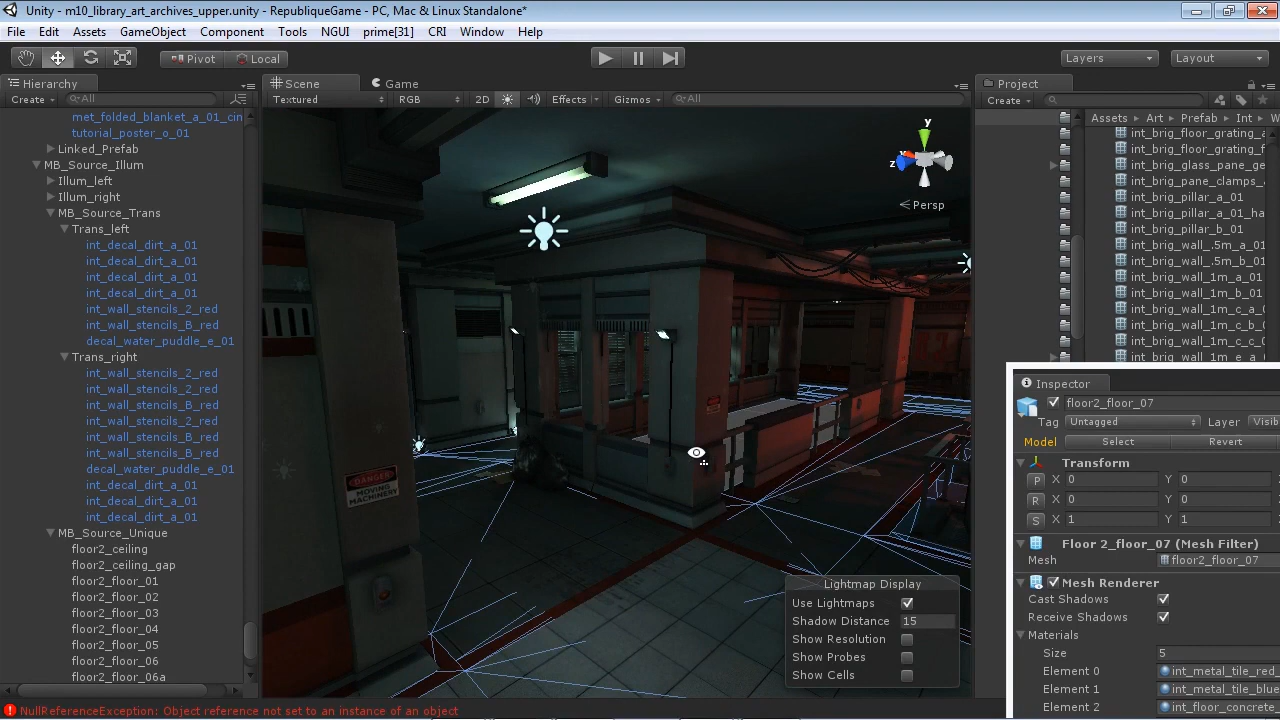 Unity - m10_library_art_archives_upper.unity - RepubliqueGame - PC, Mac & Linux Standalone*
File Edit Assets GameObject Component Tools NGUI prime[31] CRI Window Help
Pivot Local Layers Layout
Hierarchy
Create All
met_folded_blanket_a_01_cin
tutorial_poster_o_01
Linked_Prefab
MB_Source_Illum
Illum_left
Illum_right
MB_Source_Trans
Trans_left
int_decal_dirt_a_01
int_decal_dirt_a_01
int_decal_dirt_a_01
int_decal_dirt_a_01
int_wall_stencils_2_red
int_wall_stencils_B_red
decal_water_puddle_e_01
Trans_right
int_wall_stencils_2_red
int_wall_stencils_2_red
int_wall_stencils_B_red
int_wall_stencils_2_red
int_wall_stencils_B_red
int_wall_stencils_B_red
decal_water_puddle_e_01
int_decal_dirt_a_01
int_decal_dirt_a_01
int_decal_dirt_a_01
MB_Source_Unique
floor2_ceiling
floor2_ceiling_gap
floor2_floor_01
floor2_floor_02
floor2_floor_03
floor2_floor_04
floor2_floor_05
floor2_floor_06
floor2_floor_06a
Scene Game
Textured RGB 2D Effects Gizmos All
y
x
z
Persp
DANGER
MOVING
MACHINERY
Lightmap Display
Use Lightmaps
Shadow Distance 15
Show Resolution
Show Probes
Show Cells
Project
Create
Assets Art Prefab Int W
int_brig_floor_grating_a
int_brig_floor_grating_f
int_brig_glass_pane_ge
int_brig_pane_clamps_
int_brig_pillar_a_01
int_brig_pillar_a_01_ha
int_brig_pillar_b_01
int_brig_wall_.5m_a_01
int_brig_wall_.5m_b_01
int_brig_wall_1m_a_01
int_brig_wall_1m_b_01
int_brig_wall_1m_c_a_
int_brig_wall_1m_c_b_
int_brig_wall_1m_c_c_
int_brig_wall_1m_e_a_
Inspector
floor2_floor_07
Tag Untagged Layer Visib
Model Select Revert
Transform
P X 0 Y 0
R X 0 Y 0
S X 1 Y 1
Floor 2_floor_07 (Mesh Filter)
Mesh floor2_floor_07
Mesh Renderer
Cast Shadows
Receive Shadows
Materials
Size 5
Element 0 int_metal_tile_red_
Element 1 int_metal_tile_blue
Element 2 int_floor_concrete_
NullReferenceException: Object reference not set to an instance of an object